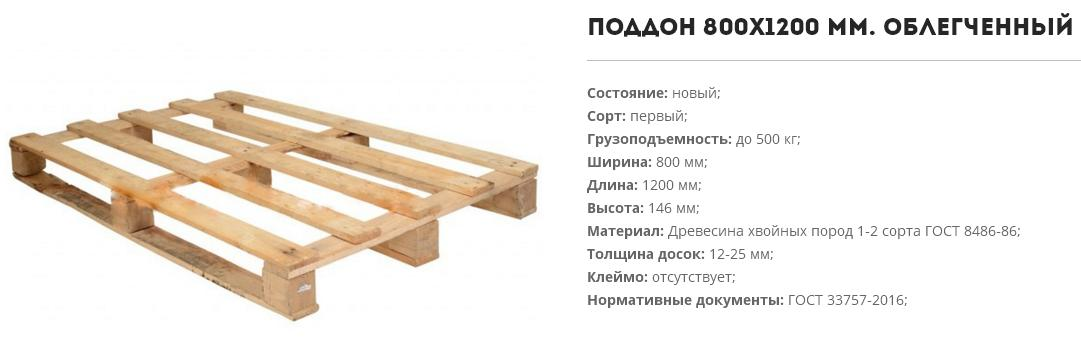 ПОДДОН 800Х1200 ММ. ОБЛЕГЧЕННЫЙ
Состояние: новый;
Сорт: первый;
Грузоподъемность: до 500 кг;
Ширина: 800 мм;
Длина: 1200 мм;
Высота: 146 мм;
Материал: Древесина хвойных пород 1-2 сорта ГОСТ 8486-86;
Толщина досок: 12-25 мм;
Клеймо: отсутствует;
Нормативные документы: ГОСТ 33757-2016;